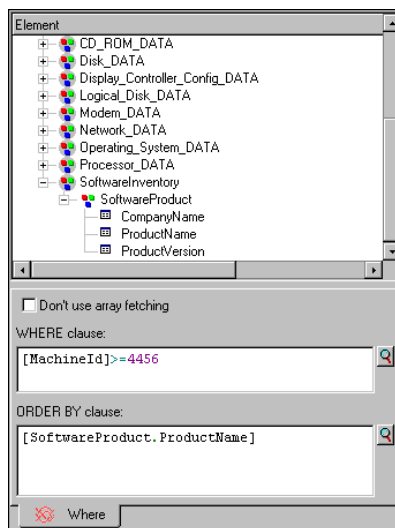 Element
CD_ROM_DATA
Disk_DATA
Display_Controller_Config_DATA
Logical_Disk_DATA
Modem_DATA
Network_DATA
Operating_System_DATA
Processor_DATA
SoftwareInventory
SoftwareProduct
CompanyName
ProductName
ProductVersion
Don't use array fetching
WHERE clause:
[MachineId]>=4456
ORDER BY clause:
[SoftwareProduct.ProductName]
Where